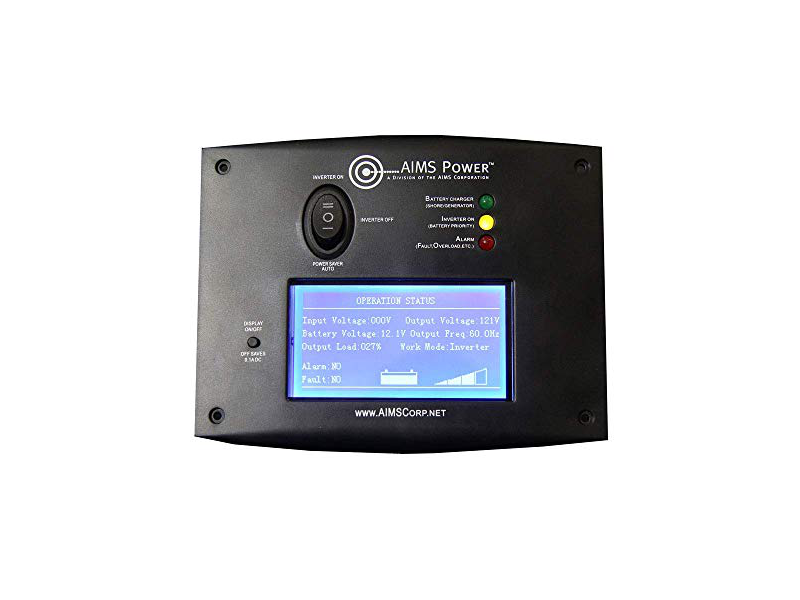 AIMS POWER™
A DIVISION OF THE AIMS CORPORATION
INVERTER ON
INVERTER OFF
POWER SAVER
AUTO
BATTERY CHARGER
(SHORE/GENERATOR)
INVERTER ON
(BATTERY PRIORITY)
ALARM
(FAULT,OVERLOAD,ETC.)
DISPLAY
ON/OFF
OFF SAVES
0.1A DC
OPERATION STATUS
Input Voltage:000V Output Voltage:121V
Battery Voltage:12.1V Output Freq:60.0Hz
Output Load:027% Work Mode:Inverter
Alarm:NO
Fault:NO
WWW.AIMSCORP.NET